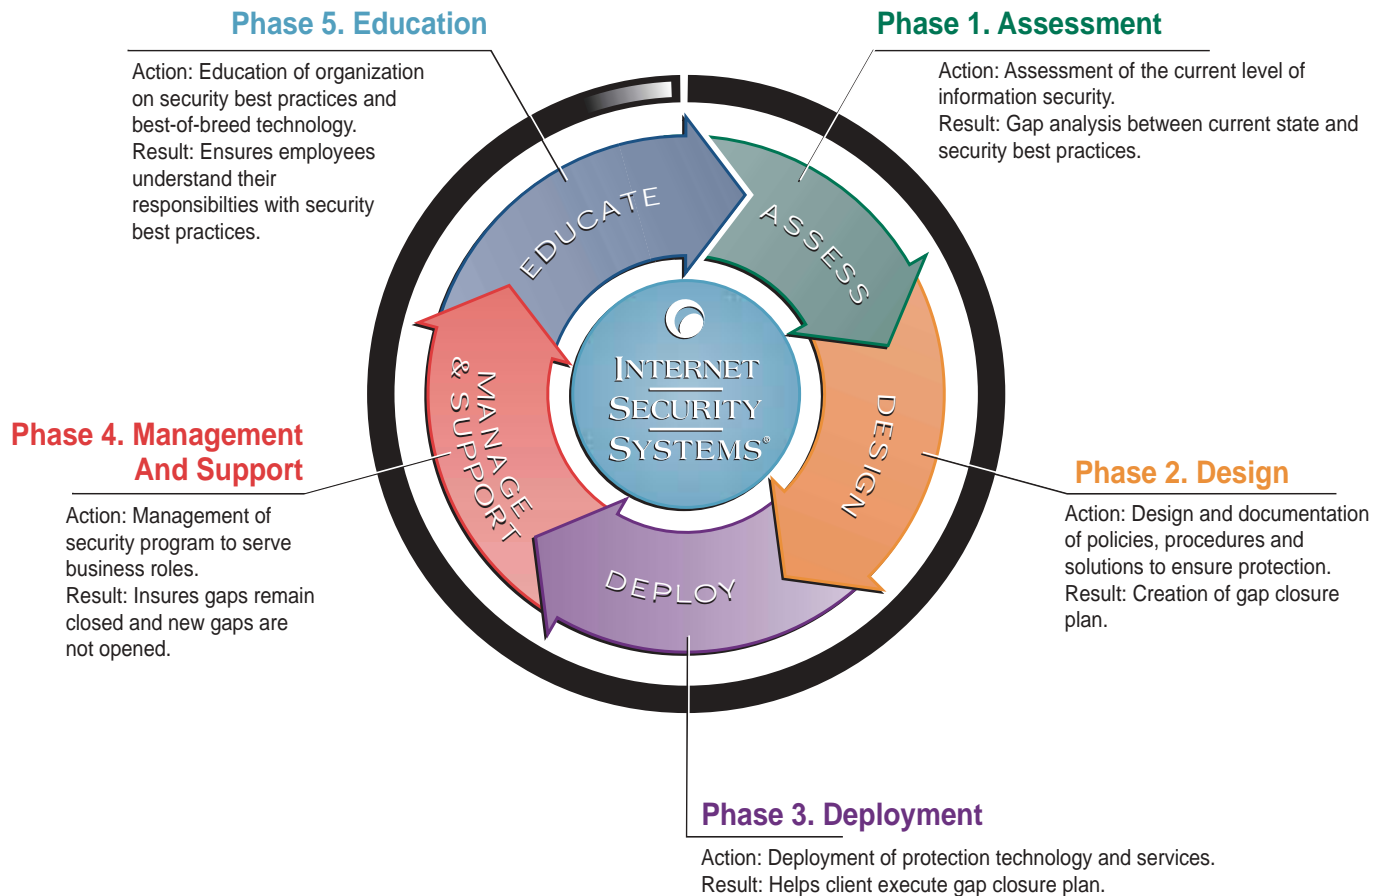 Phase 5. Education
Action: Education of organization
on security best practices and
best-of-breed technology.
Result: Ensures employees
understand their
responsibilties with security
best practices.
Phase 1. Assessment
Action: Assessment of the current level of
information security.
Result: Gap analysis between current state and
security best practices.
EDUCATE
ASSESS
INTERNET
SECURITY
SYSTEMS®
DESIGN
MANAGE
& SUPPORT
DEPLOY
Phase 4. Management
And Support
Action: Management of
security program to serve
business roles.
Result: Insures gaps remain
closed and new gaps are
not opened.
Phase 2. Design
Action: Design and documentation
of policies, procedures and
solutions to ensure protection.
Result: Creation of gap closure
plan.
Phase 3. Deployment
Action: Deployment of protection technology and services.
Result: Helps client execute gap closure plan.